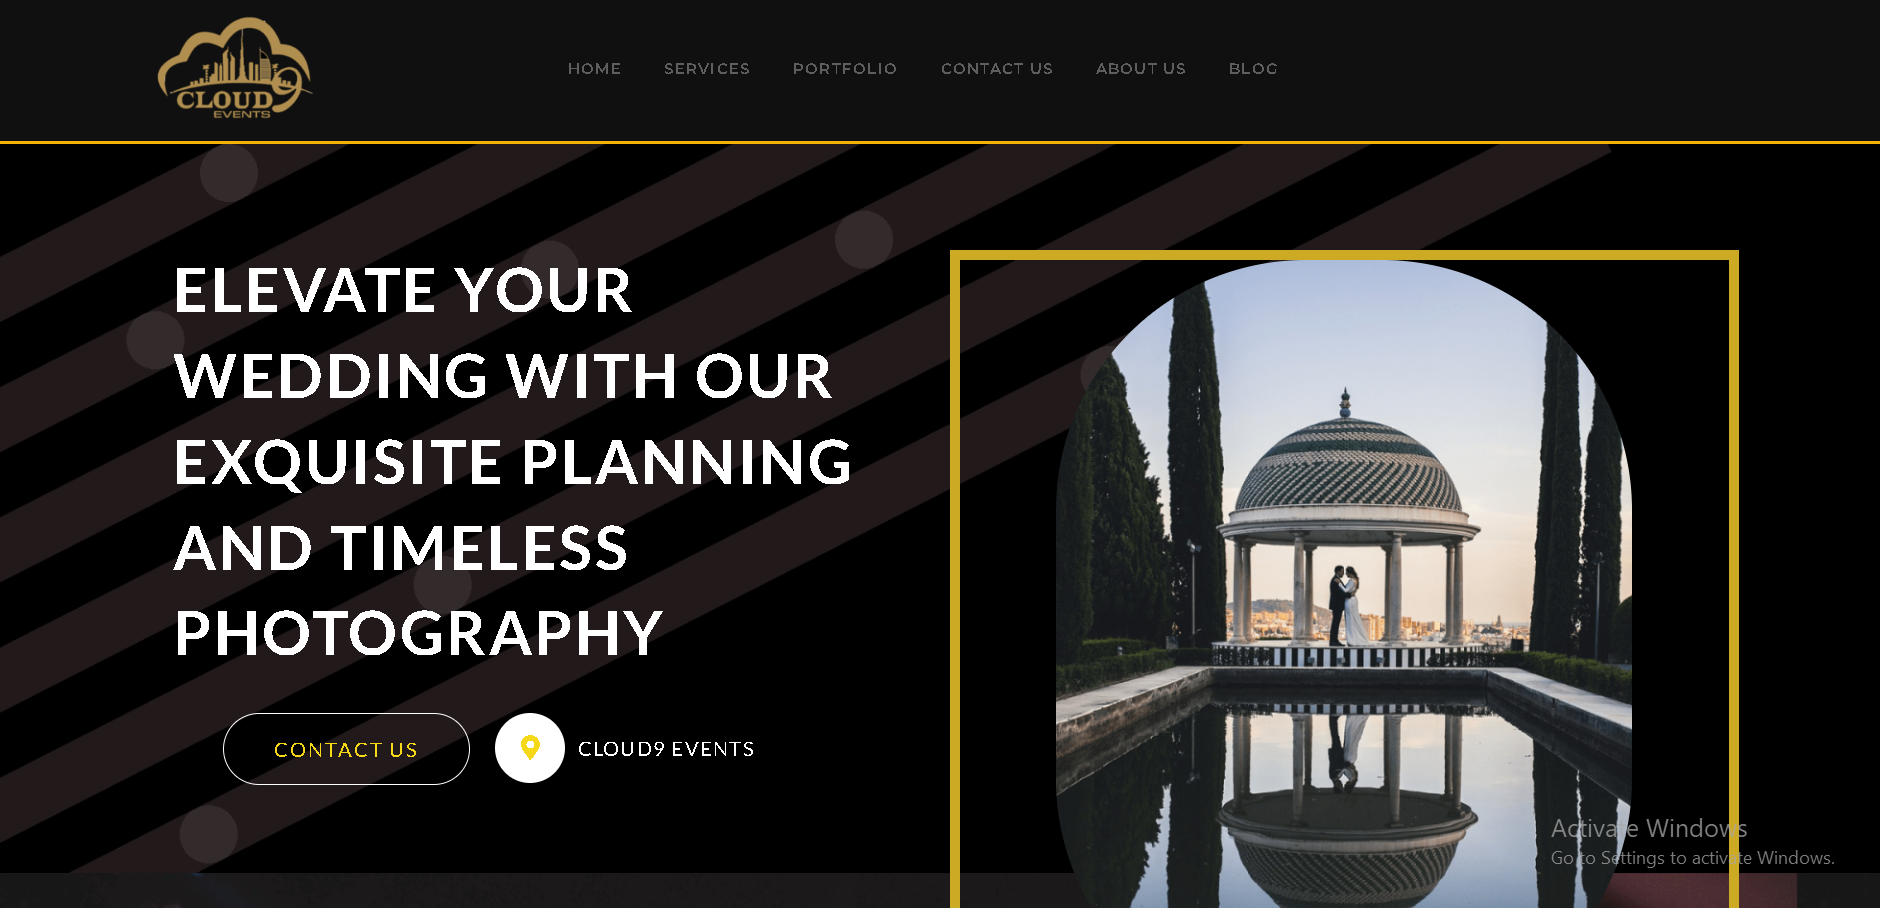 CLOUD9
EVENTS
HOME SERVICES PORTFOLIO CONTACT US ABOUT US BLOG
ELEVATE YOUR
WEDDING WITH OUR
EXQUISITE PLANNING
AND TIMELESS
PHOTOGRAPHY
CONTACT US
CLOUD9 EVENTS
Activate Windows
Go to Settings to activate Windows.